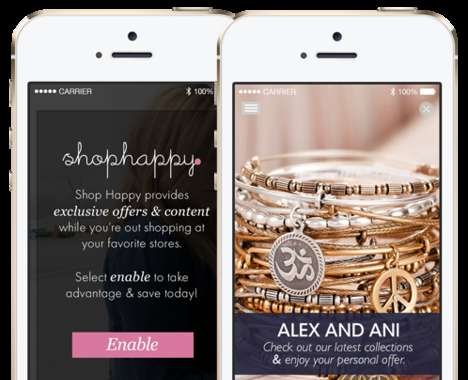 ●●●●● CARRIER 100%
shophappy.
Shop Happy provides
exclusive offers & content
while you're out shopping at
your favorite stores.
Select enable to take
advantage & save today!
Enable
●●●●● CARRIER 100%
ALEX AND ANI
Check out our latest collections
& enjoy your personal offer.